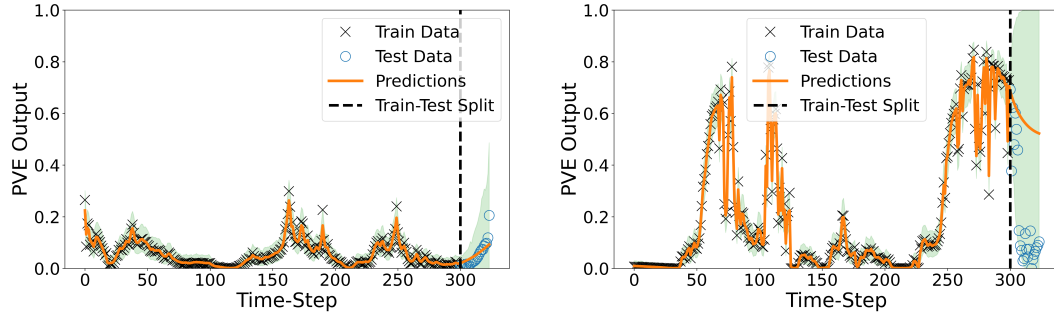 1.0
0.8
0.6
0.4
0.2
0.0
PVE Output
0 50 100 150 200 250 300
Time-Step
Train Data
Test Data
Predictions
Train-Test Split
1.0
0.8
0.6
0.4
0.2
0.0
PVE Output
0 50 100 150 200 250 300
Time-Step
Train Data
Test Data
Predictions
Train-Test Split